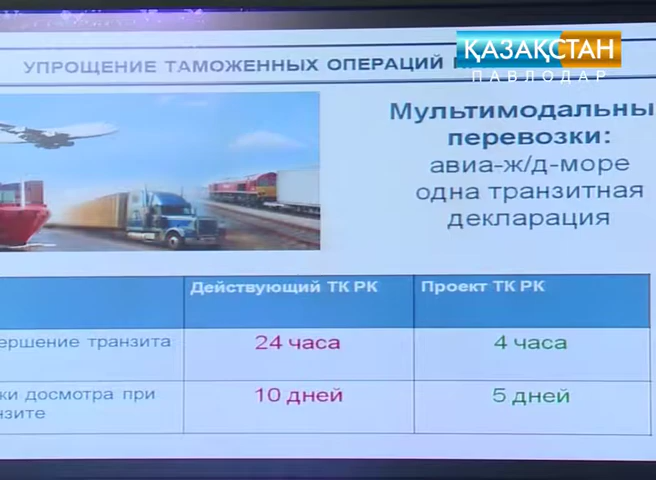 ҚАЗАҚСТАН
ПАВЛОДАР
УПРОЩЕНИЕ ТАМОЖЕННЫХ ОПЕРАЦИЙ
Мультимодальны
перевозки:
авиа-ж/д-море
одна транзитная
декларация
Действующий ТК РК
Проект ТК РК
ершение транзита
24 часа
4 часа
ки досмотра при
нзите
10 дней
5 дней